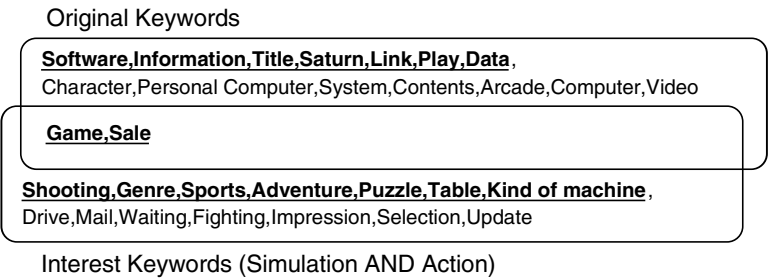 Original Keywords
Software,Information,Title,Saturn,Link,Play,Data,
Character,Personal Computer,System,Contents,Arcade,Computer,Video
Game,Sale
Shooting,Genre,Sports,Adventure,Puzzle,Table,Kind of machine,
Drive,Mail,Waiting,Fighting,Impression,Selection,Update
Interest Keywords (Simulation AND Action)